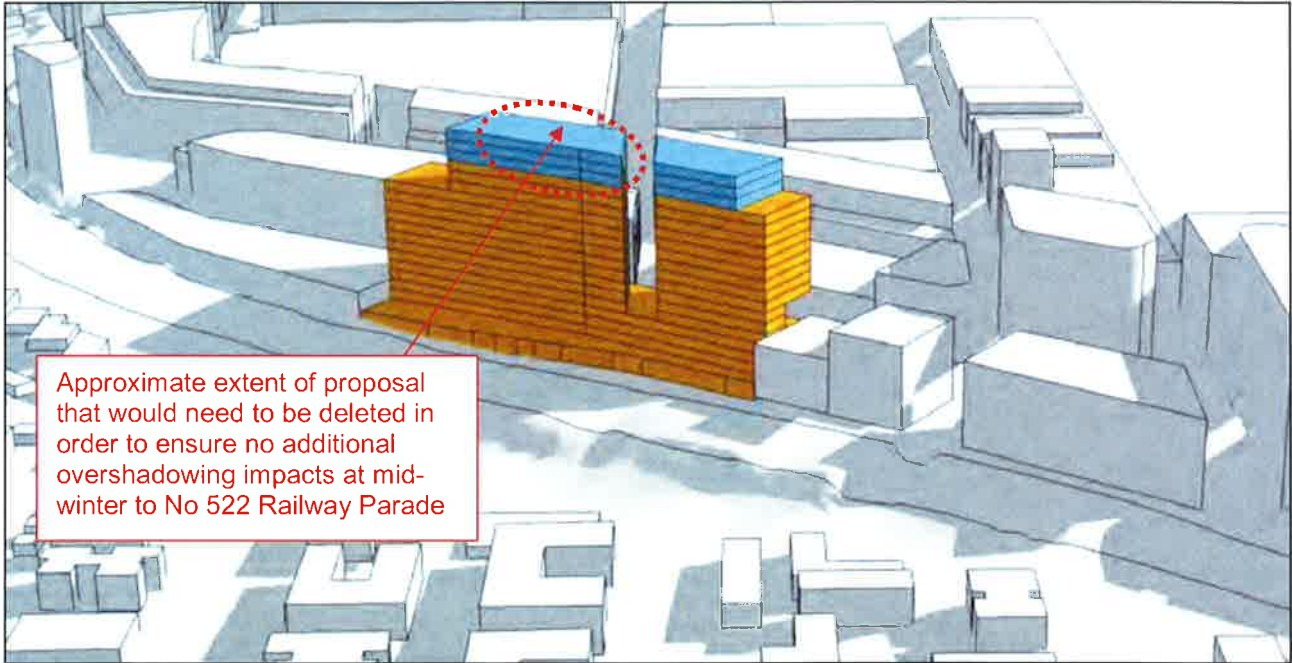 Approximate extent of proposal
that would need to be deleted in
order to ensure no additional
overshadowing impacts at mid-
winter to No 522 Railway Parade